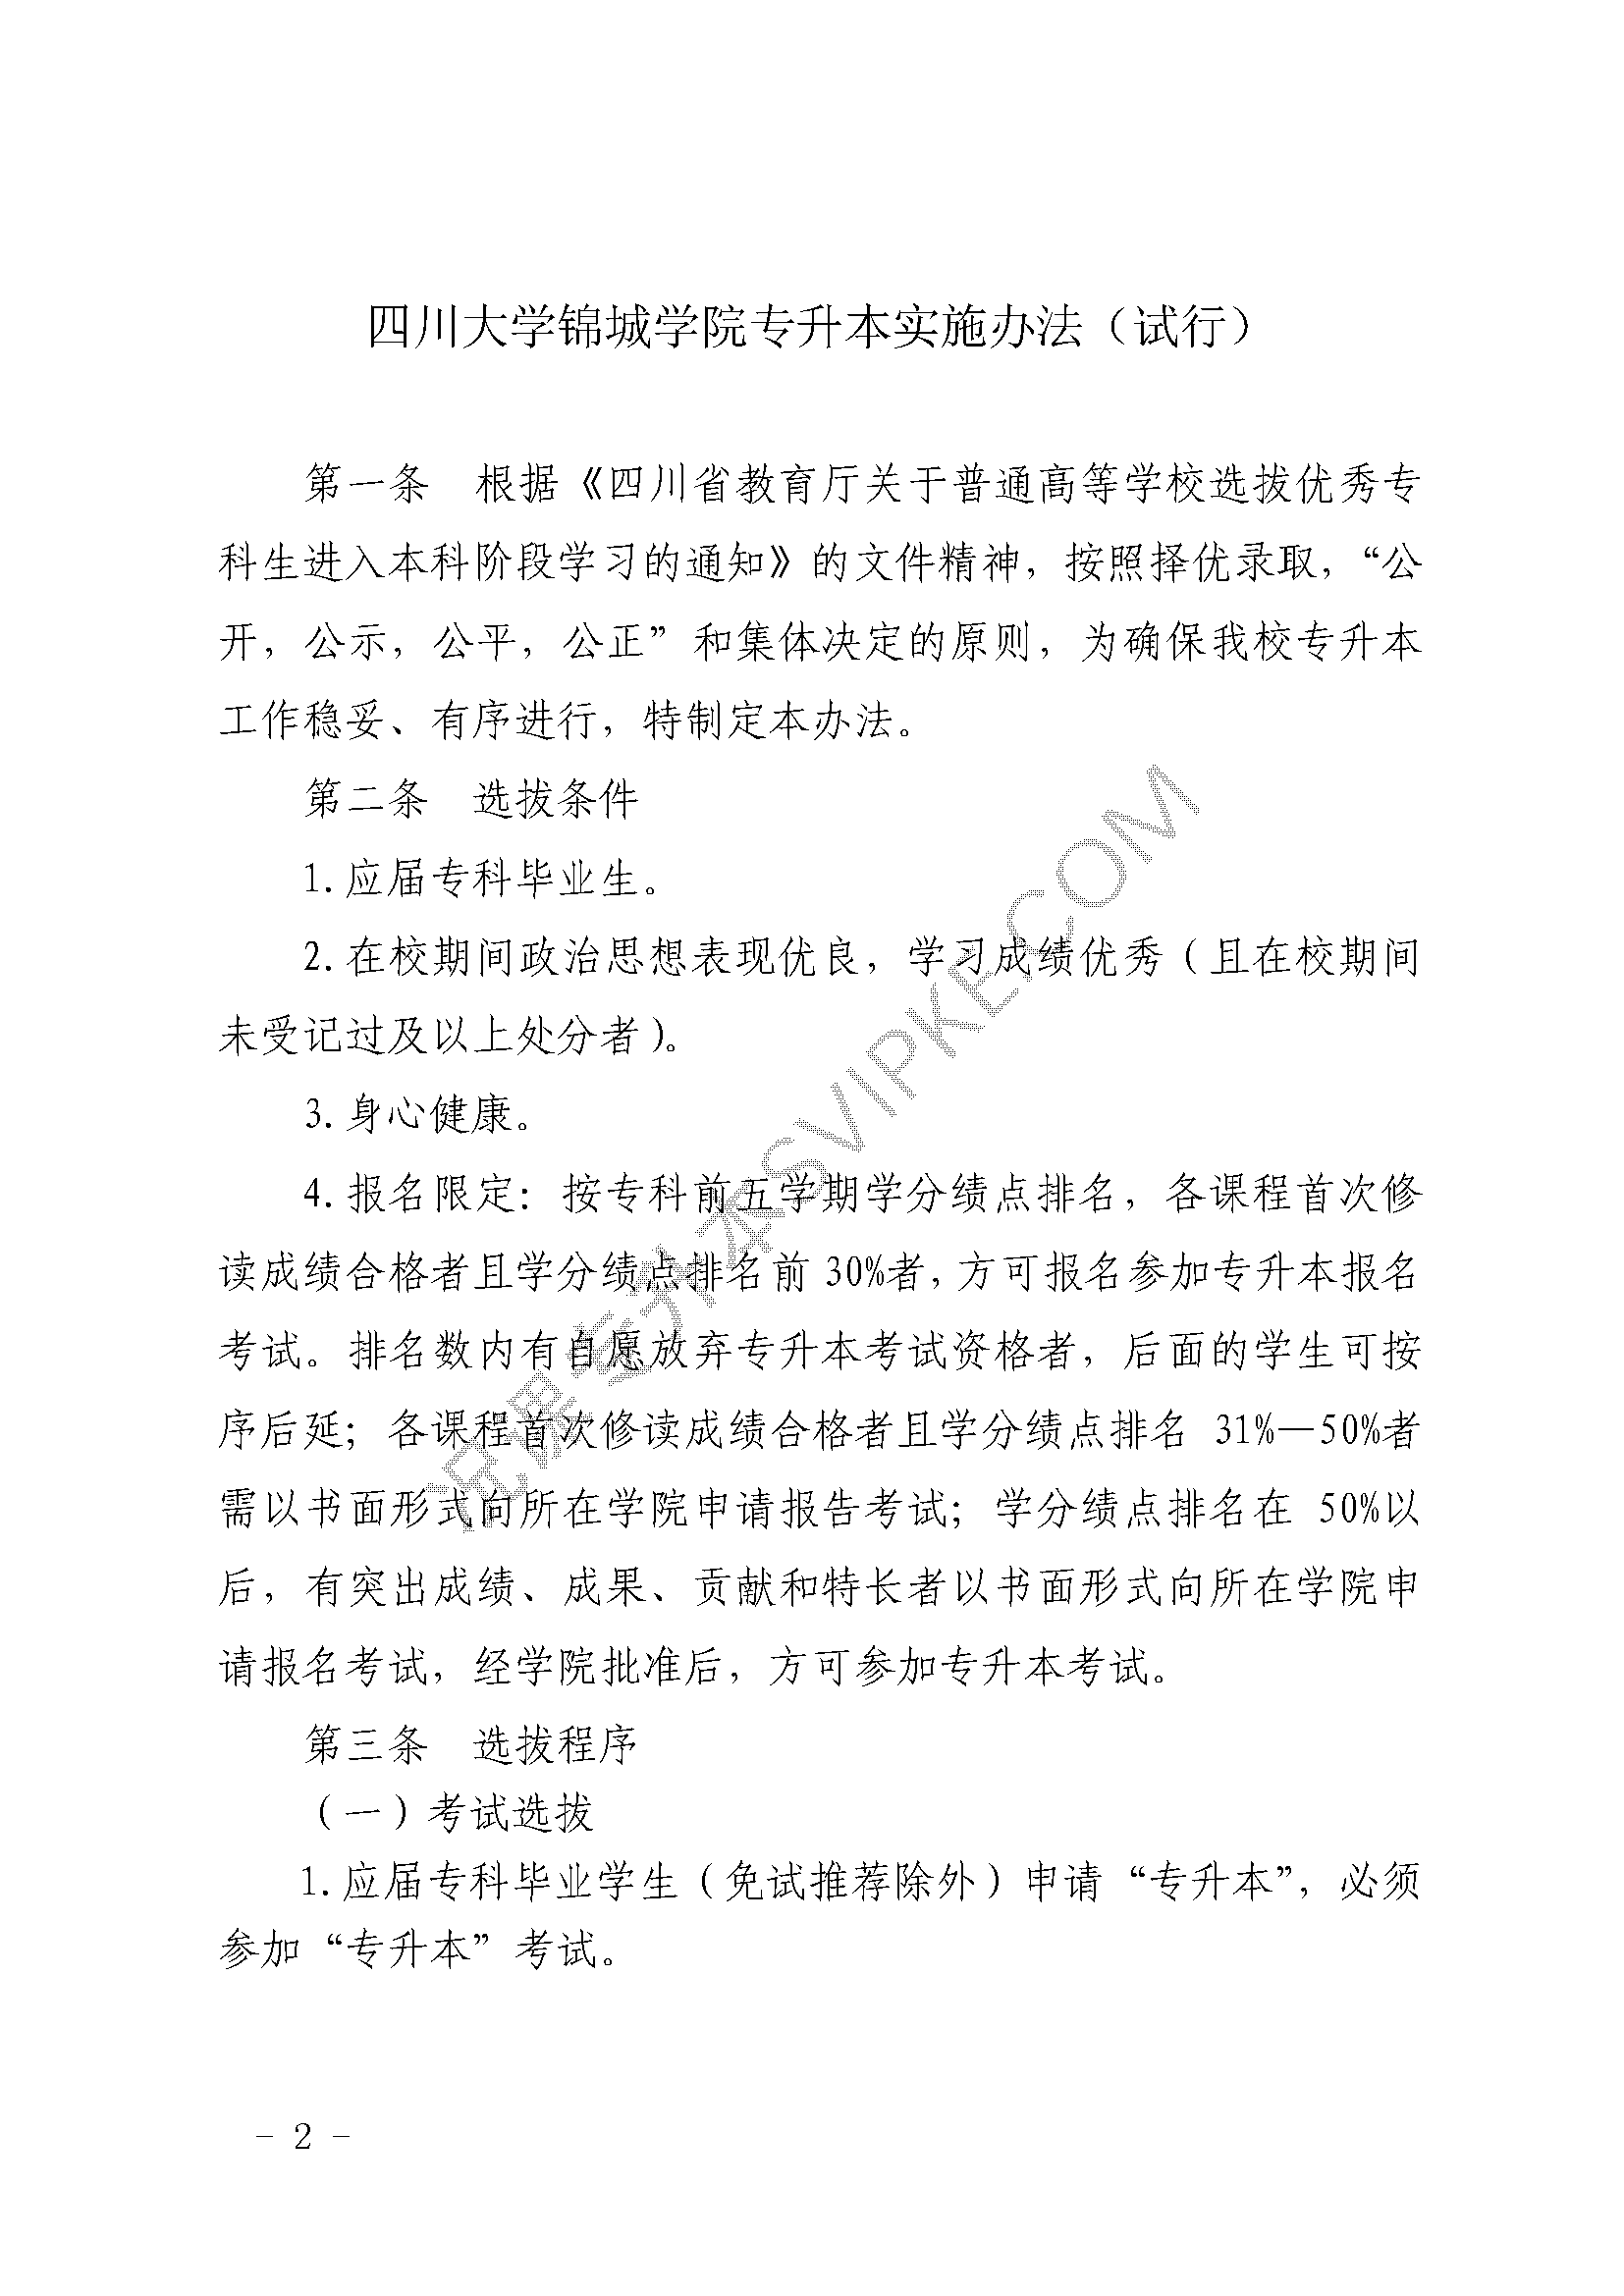 四川大学锦城学院专升本实施办法（试行）
第一条　根据《四川省教育厅关于普通高等学校选拔优秀专
科生进入本科阶段学习的通知》的文件精神，按照择优录取，“公
开，公示，公平，公正”和集体决定的原则，为确保我校专升本
工作稳妥、有序进行，特制定本办法。
第二条　选拔条件
1.应届专科毕业生。
2.在校期间政治思想表现优良，学习成绩优秀（且在校期间
未受记过及以上处分者）。
3.身心健康。
4.报名限定：按专科前五学期学分绩点排名，各课程首次修
读成绩合格者且学分绩点排名前 30%者，方可报名参加专升本报名
考试。排名数内有自愿放弃专升本考试资格者，后面的学生可按
序后延；各课程首次修读成绩合格者且学分绩点排名 31%—50%者
需以书面形式向所在学院申请报告考试；学分绩点排名在 50%以
后，有突出成绩、成果、贡献和特长者以书面形式向所在学院申
请报名考试，经学院批准后，方可参加专升本考试。
第三条　选拔程序
（一）考试选拔
1.应届专科毕业学生（免试推荐除外）申请“专升本”，必须
参加“专升本”考试。
- 2 -
课堂专升本SVIPKE.COM